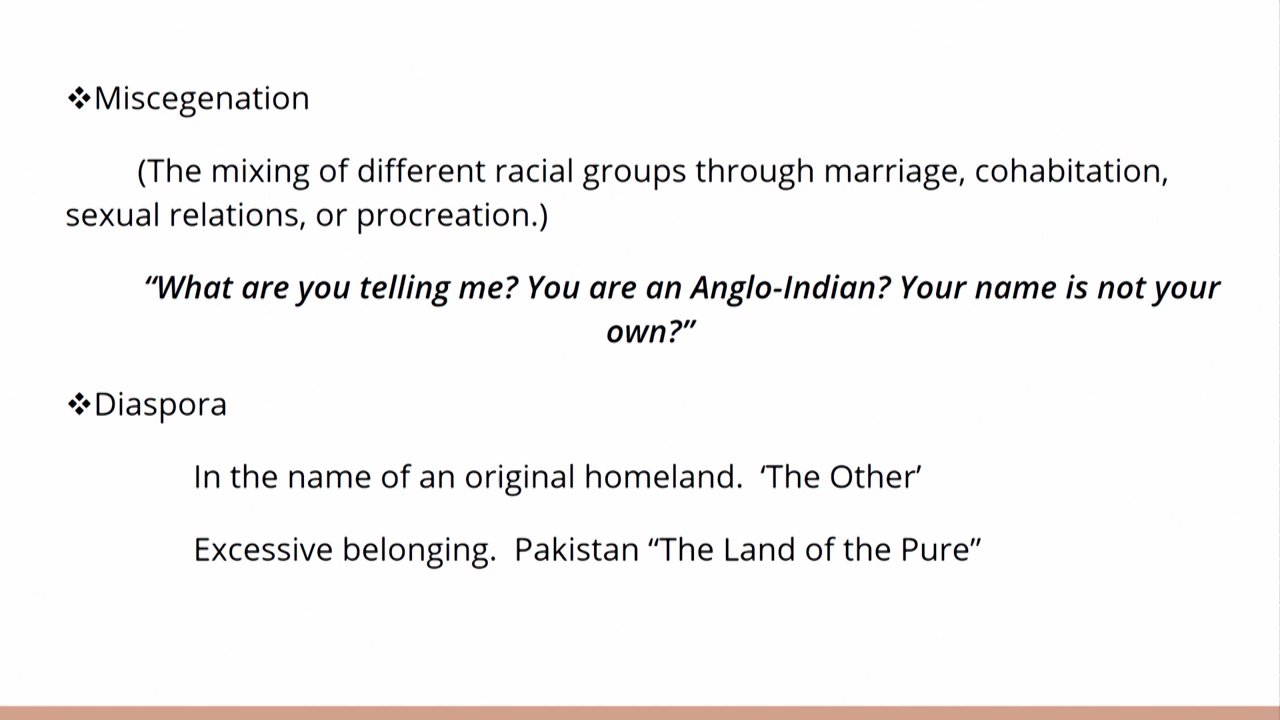 ❖Miscegenation
(The mixing of different racial groups through marriage, cohabitation,
sexual relations, or procreation.)
“What are you telling me? You are an Anglo-Indian? Your name is not your
own?”
❖Diaspora
In the name of an original homeland.  ‘The Other’
Excessive belonging.  Pakistan “The Land of the Pure”